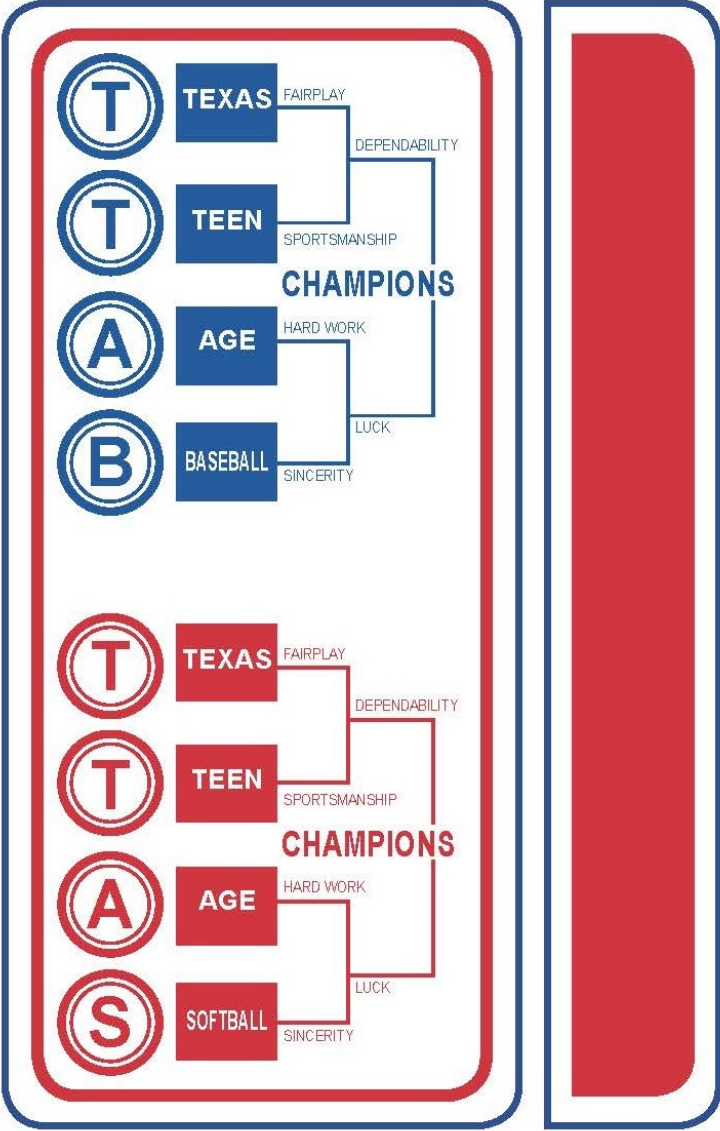 T TEXAS FAIRPLAY
DEPENDABILITY
T TEEN
SPORTSMANSHIP
CHAMPIONS
A AGE HARD WORK
LUCK
B BASEBALL
SINCERITY
T TEXAS FAIRPLAY
DEPENDABILITY
T TEEN
SPORTSMANSHIP
CHAMPIONS
A AGE HARD WORK
LUCK
S SOFTBALL
SINCERITY